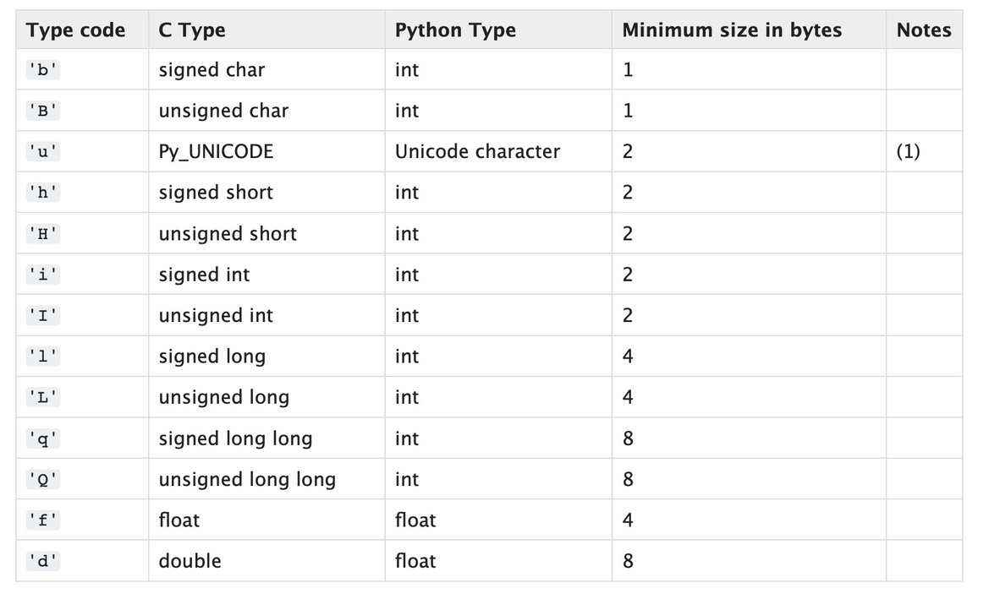 Type code C Type Python Type Minimum size in bytes Notes
'b' signed char int 1
'B' unsigned char int 1
'u' Py_UNICODE Unicode character 2 (1)
'h' signed short int 2
'H' unsigned short int 2
'i' signed int int 2
'I' unsigned int int 2
'l' signed long int 4
'L' unsigned long int 4
'q' signed long long int 8
'Q' unsigned long long int 8
'f' float float 4
'd' double float 8